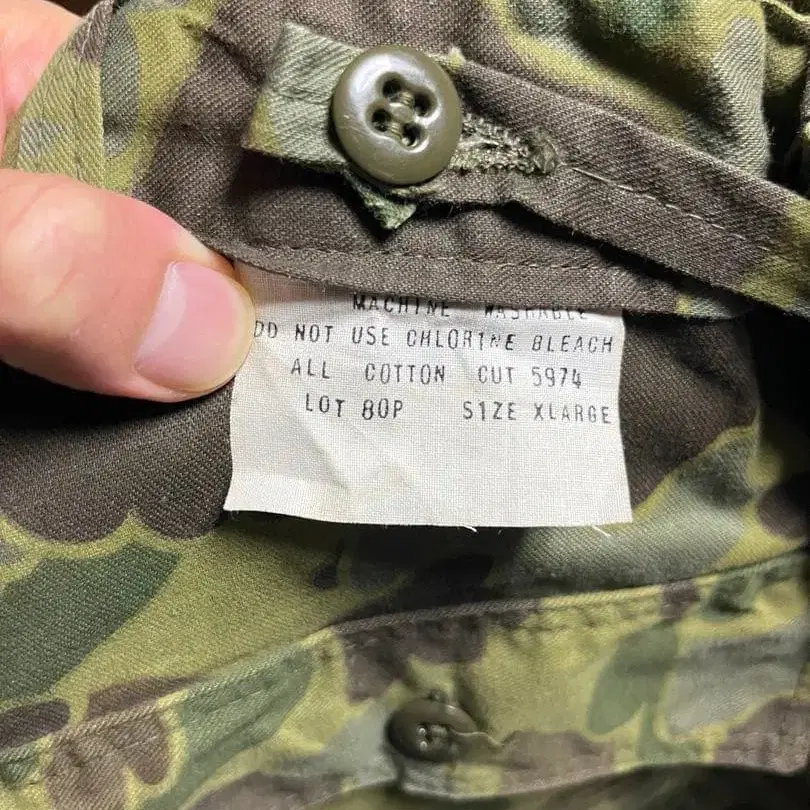 MACHINE WASHABLE
DO NOT USE CHLORINE BLEACH
ALL COTTON CUT 5974
LOT 80P SIZE XLARGE